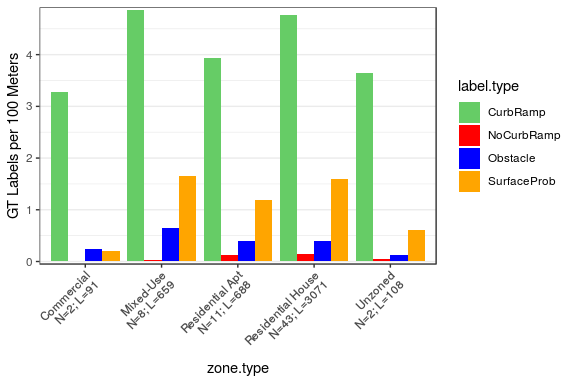 GT Labels per 100 Meters
4
3
2
1
0
Commercial
N=2; L=91
Mixed-Use
N=8; L=659
Residential Apt
N=11; L=688
Residential House
N=43; L=3071
Unzoned
N=2; L=108
zone.type
label.type
CurbRamp
NoCurbRamp
Obstacle
SurfaceProb